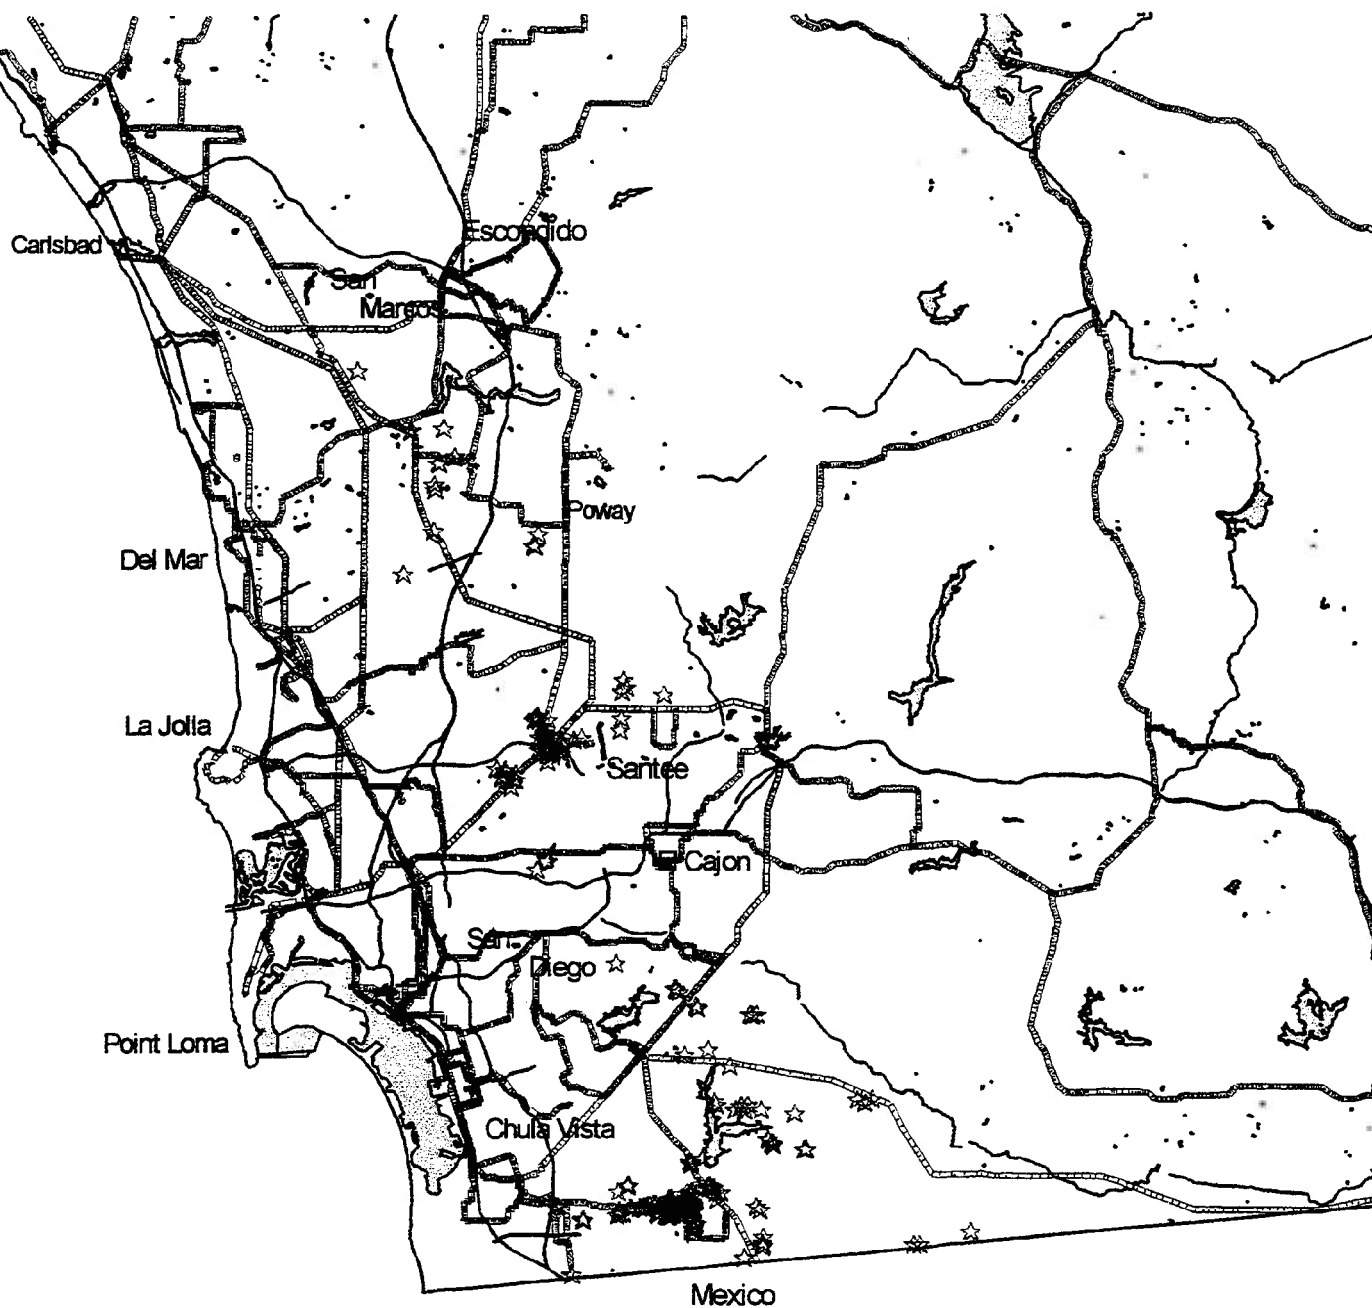 Escondido
Carlsbad
San
Marcos
Poway
Del Mar
La Jolla
Santee
Cajon
San
Diego
Point Loma
Chula Vista
Mexico